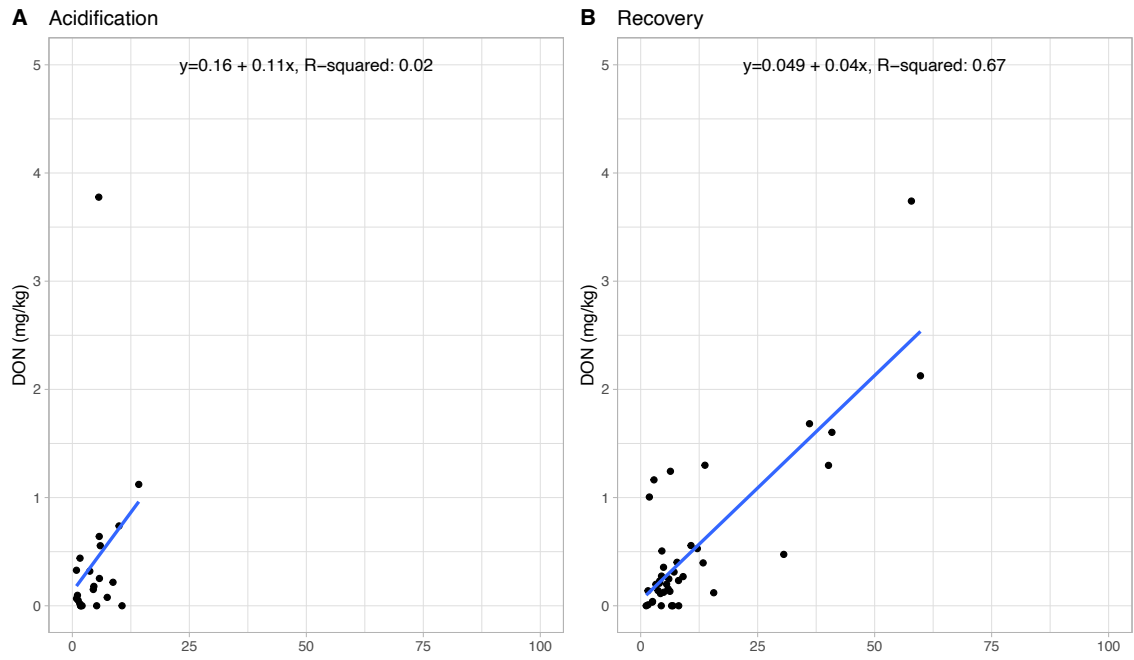 A Acidification
y=0.16 + 0.11x, R−squared: 0.02
DON (mg/kg)
5
4
3
2
1
0
0 25 50 75 100
B Recovery
y=0.049 + 0.04x, R−squared: 0.67
DON (mg/kg)
5
4
3
2
1
0
0 25 50 75 100